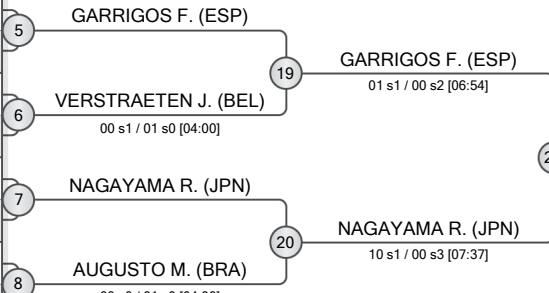 GARRIGOS F. (ESP)
5
19
GARRIGOS F. (ESP)
01 s1 / 00 s2 [06:54]
VERSTRAETEN J. (BEL)
6
00 s1 / 01 s0 [04:00]
2
NAGAYAMA R. (JPN)
7
20
NAGAYAMA R. (JPN)
10 s1 / 00 s3 [07:37]
AUGUSTO M. (BRA)
8